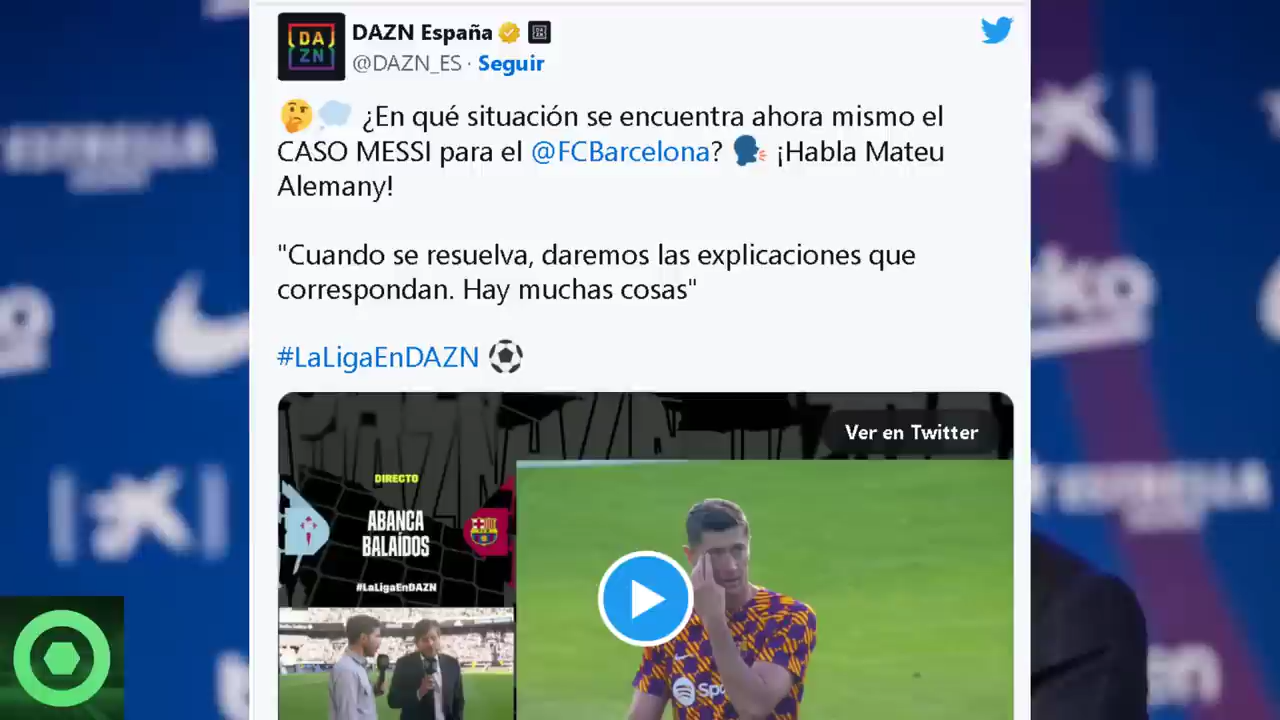 DAZN España
@DAZN_ES · Seguir
¿En qué situación se encuentra ahora mismo el
CASO MESSI para el @FCBarcelona? ¡Habla Mateu
Alemany!
"Cuando se resuelva, daremos las explicaciones que
correspondan. Hay muchas cosas"
#LaLigaEnDAZN
Ver en Twitter
DIRECTO
ABANCA
BALAÍDOS
#LaLigaEnDAZN